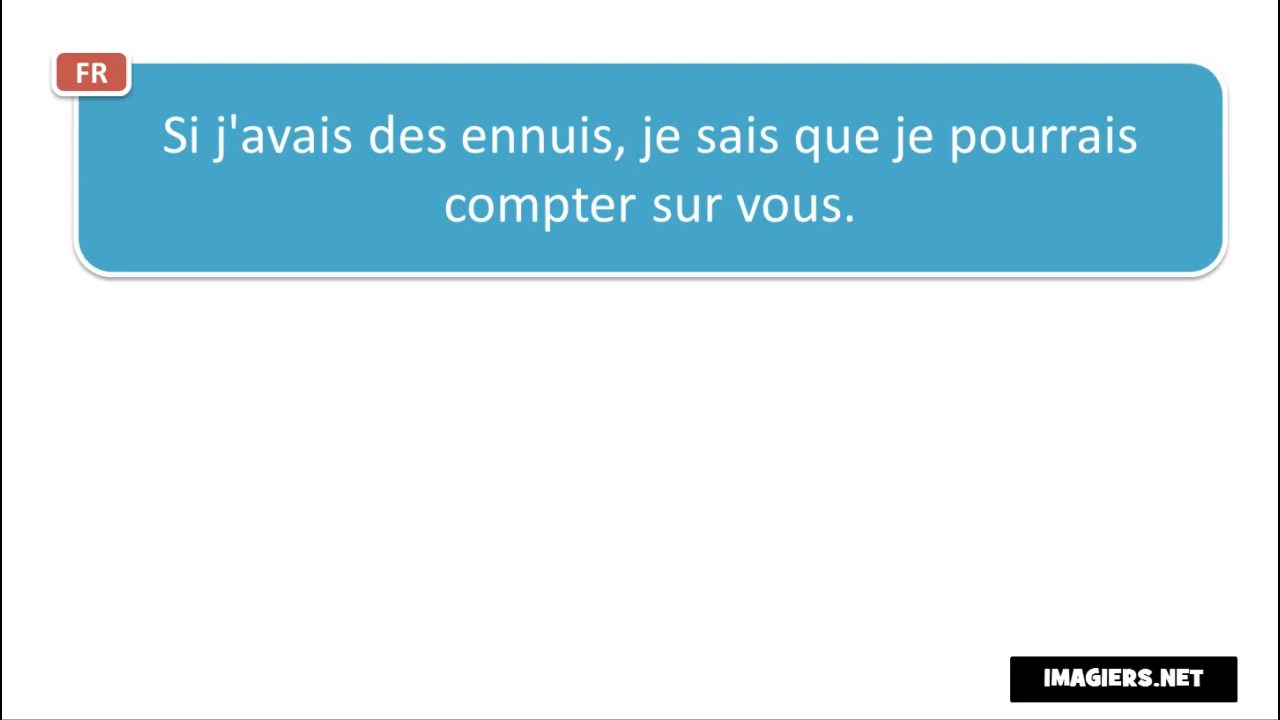 FR
Si j'avais des ennuis, je sais que je pourrais
compter sur vous.
IMAGIERS.NET